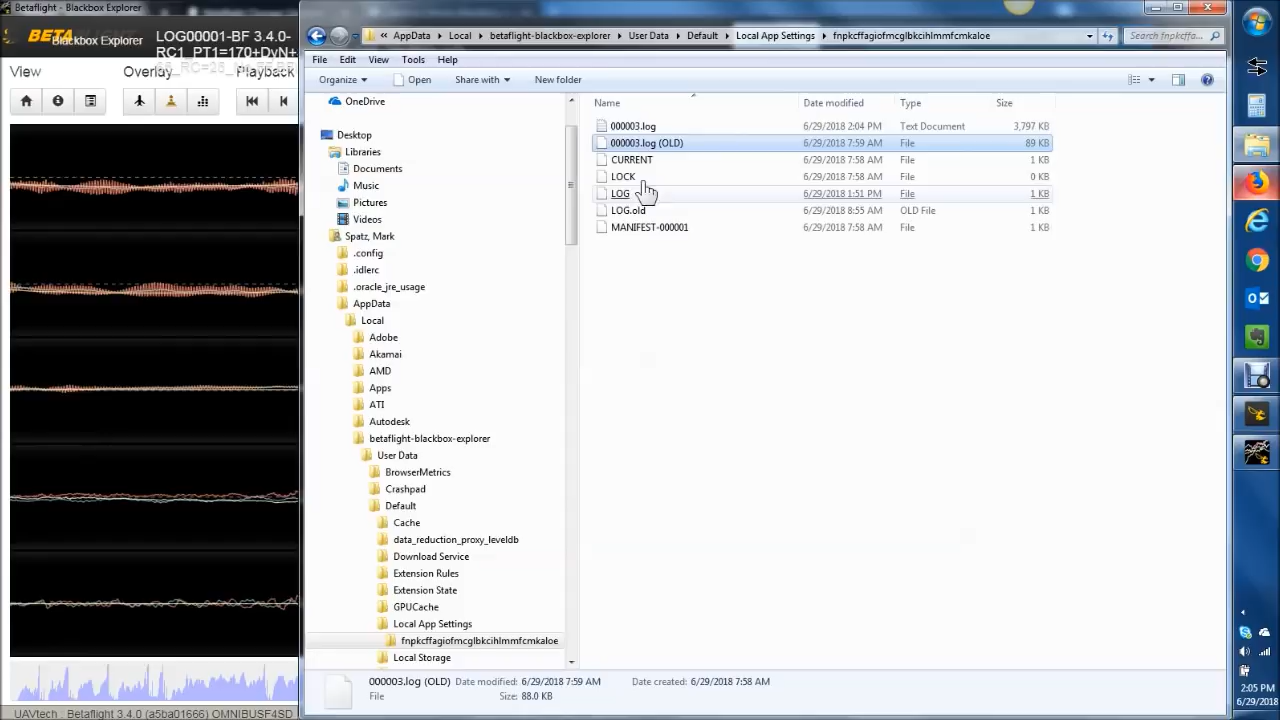 Betaflight - Blackbox Explorer
BETA
Blackbox Explorer
LOG00001-BF 3.4.0-
RC1_PT1=170+DyN+
View
Overlay
Playback
AppData
Local
betaflight-blackbox-explorer
User Data
Default
Local App Settings
fnpkcffagiofmcglbkcihlmmfcmkaloe
Search fnpkcffa...
File Edit View Tools Help
Organize
Open
Share with
New folder
Name Date modified Type Size
000003.log 6/29/2018 2:04 PM Text Document 3,797 KB
000003.log (OLD) 6/29/2018 7:59 AM File 89 KB
CURRENT 6/29/2018 7:58 AM File 1 KB
LOCK 6/29/2018 7:58 AM File 0 KB
LOG 6/29/2018 1:51 PM File 1 KB
LOG.old 6/29/2018 8:55 AM OLD File 1 KB
MANIFEST-000001 6/29/2018 7:58 AM File 1 KB
OneDrive
Desktop
Libraries
Documents
Music
Pictures
Videos
Spatz, Mark
.config
.idlerc
.oracle_jre_usage
AppData
Local
Adobe
Akamai
AMD
Apps
ATI
Autodesk
betaflight-blackbox-explorer
User Data
BrowserMetrics
Crashpad
Default
Cache
data_reduction_proxy_leveldb
Download Service
Extension Rules
Extension State
GPUCache
Local App Settings
fnpkcffagiofmcglbkcihlmmfcmkaloe
Local Storage
000003.log (OLD) Date modified: 6/29/2018 7:59 AM Date created: 6/29/2018 7:58 AM
File Size: 88.0 KB
UAVtech : Betaflight 3.4.0 (a5ba01666) OMNIBUSF4SD
2:05 PM
6/29/2018